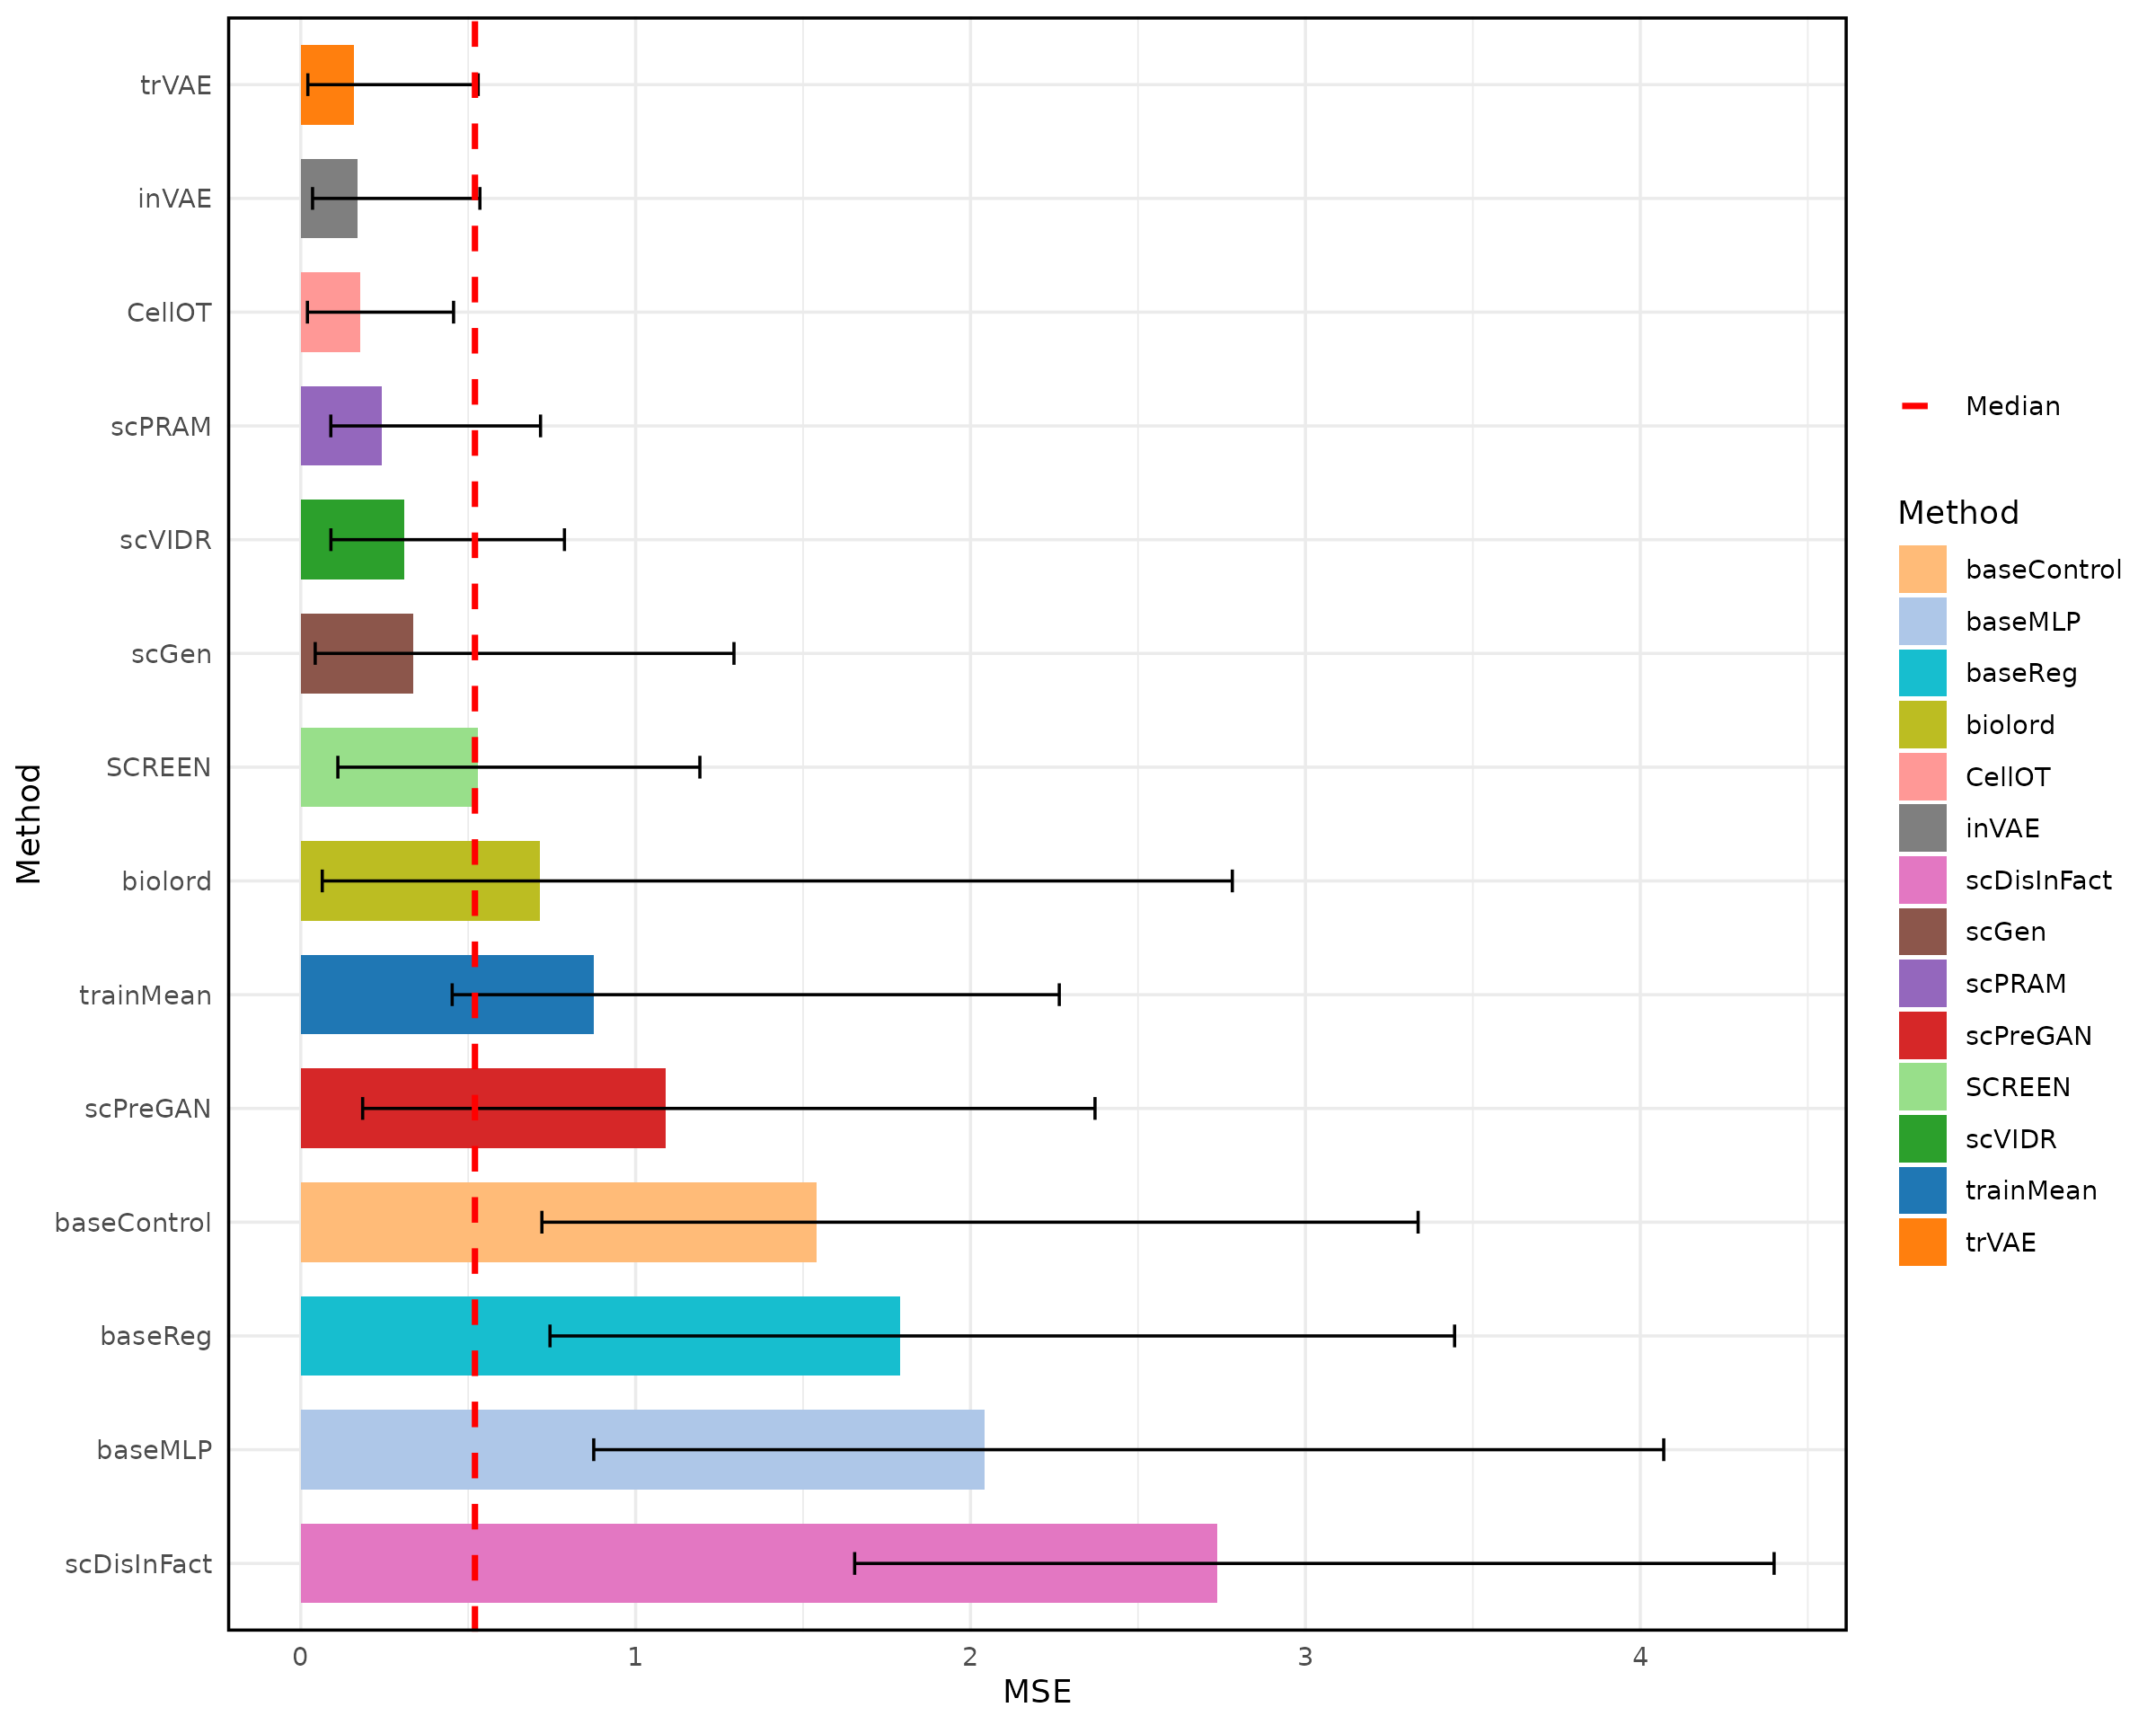 trVAE
inVAE
CellOT
scPRAM
scVIDR
scGen
SCREEN
biolord
trainMean
scPreGAN
baseControl
baseReg
baseMLP
scDisInFact
Method
0 1 2 3 4
MSE
Median
Method
baseControl
baseMLP
baseReg
biolord
CellOT
inVAE
scDisInFact
scGen
scPRAM
scPreGAN
SCREEN
scVIDR
trainMean
trVAE